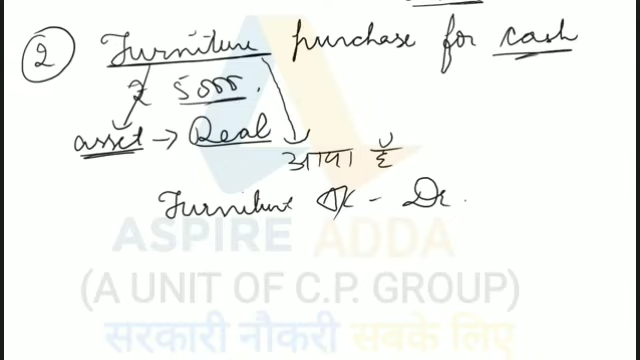 ② Furniture purchase for cash
₹ 5000.
asset → Real
आया है
Furniture A/c - Dr.
ASPIRE ADDA
(A UNIT OF C.P. GROUP)
सरकारी नौकरी सबके लिए